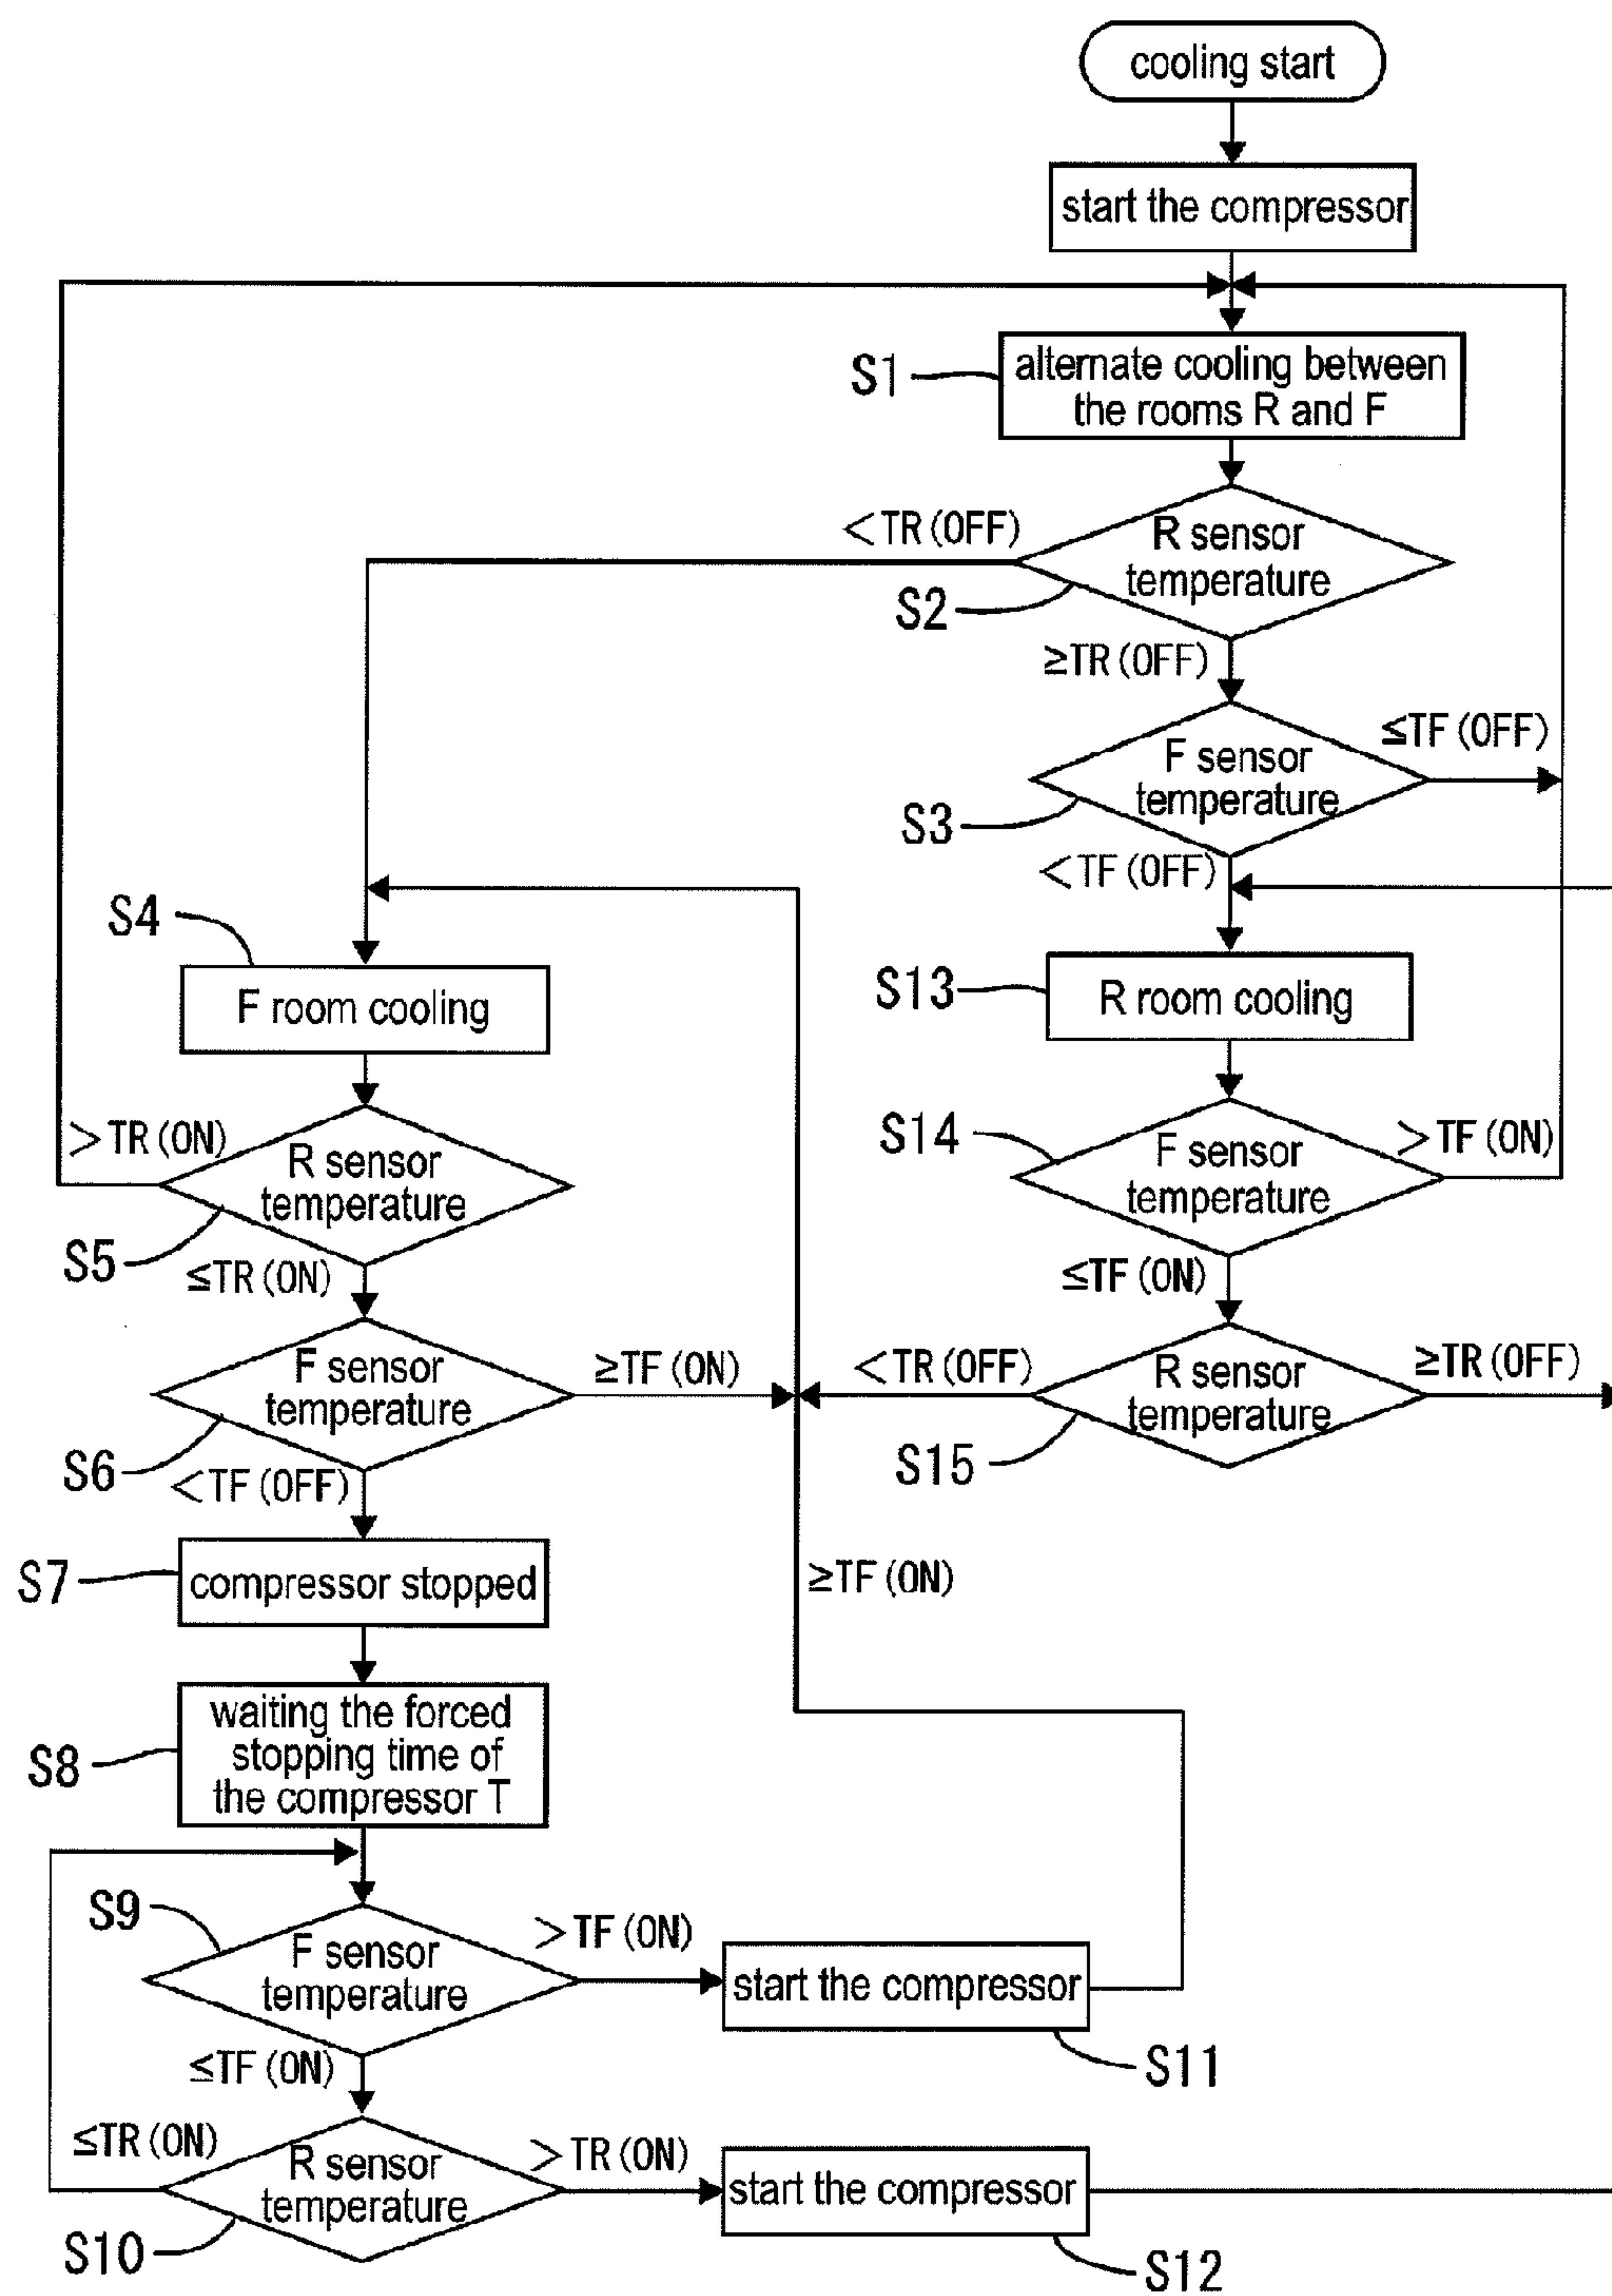 cooling start
start the compressor
S1
alternate cooling between
the rooms R and F
<TR (OFF)
R sensor
temperature
S2
≥TR (OFF)
≤TF (OFF)
F sensor
temperature
S3
<TF (OFF)
S4
F room cooling
S13
R room cooling
>TR (ON)
R sensor
temperature
S5
≤TR (ON)
S14
F sensor
temperature
>TF (ON)
≤TF (ON)
F sensor
temperature
≥TF (ON)
S6
<TF (OFF)
<TR (OFF)
R sensor
temperature
≥TR (OFF)
S15
S7
compressor stopped
≥TF (ON)
S8
waiting the forced
stopping time of
the compressor T
S9
F sensor
temperature
>TF (ON)
start the compressor
S11
≤TF (ON)
≤TR (ON)
R sensor
temperature
>TR (ON)
start the compressor
S10
S12